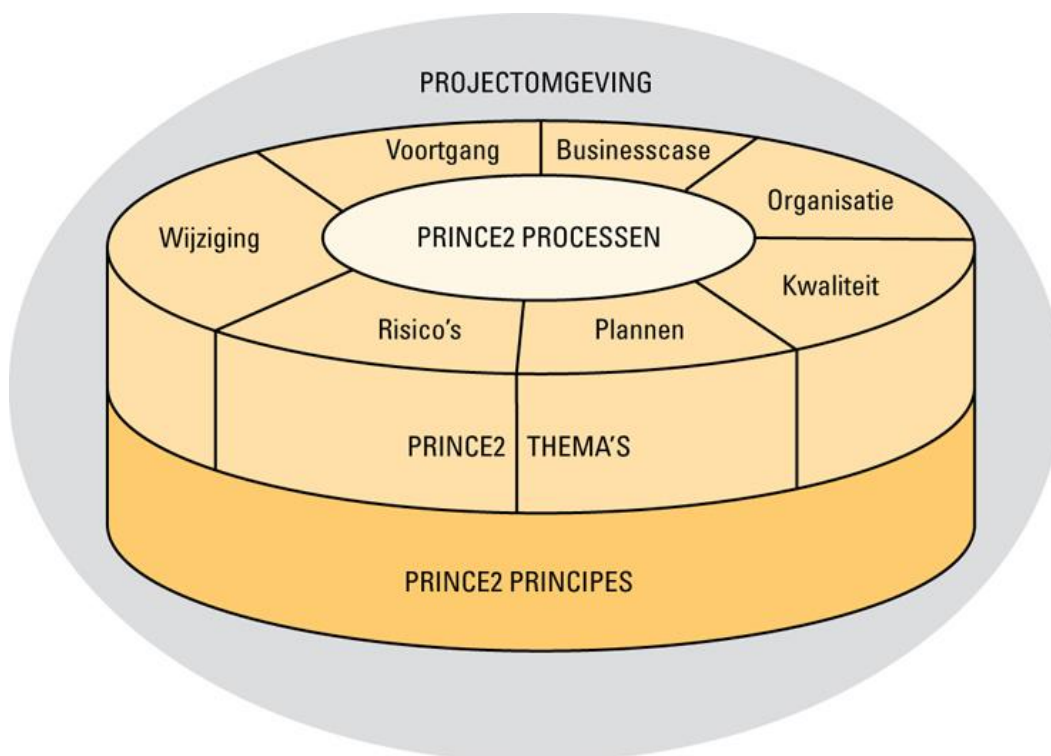 PROJECTOMGEVING
Voortgang
Businesscase
Organisatie
Wijziging
PRINCE2 PROCESSEN
Kwaliteit
Risico's
Plannen
PRINCE2 THEMA'S
PRINCE2 PRINCIPES